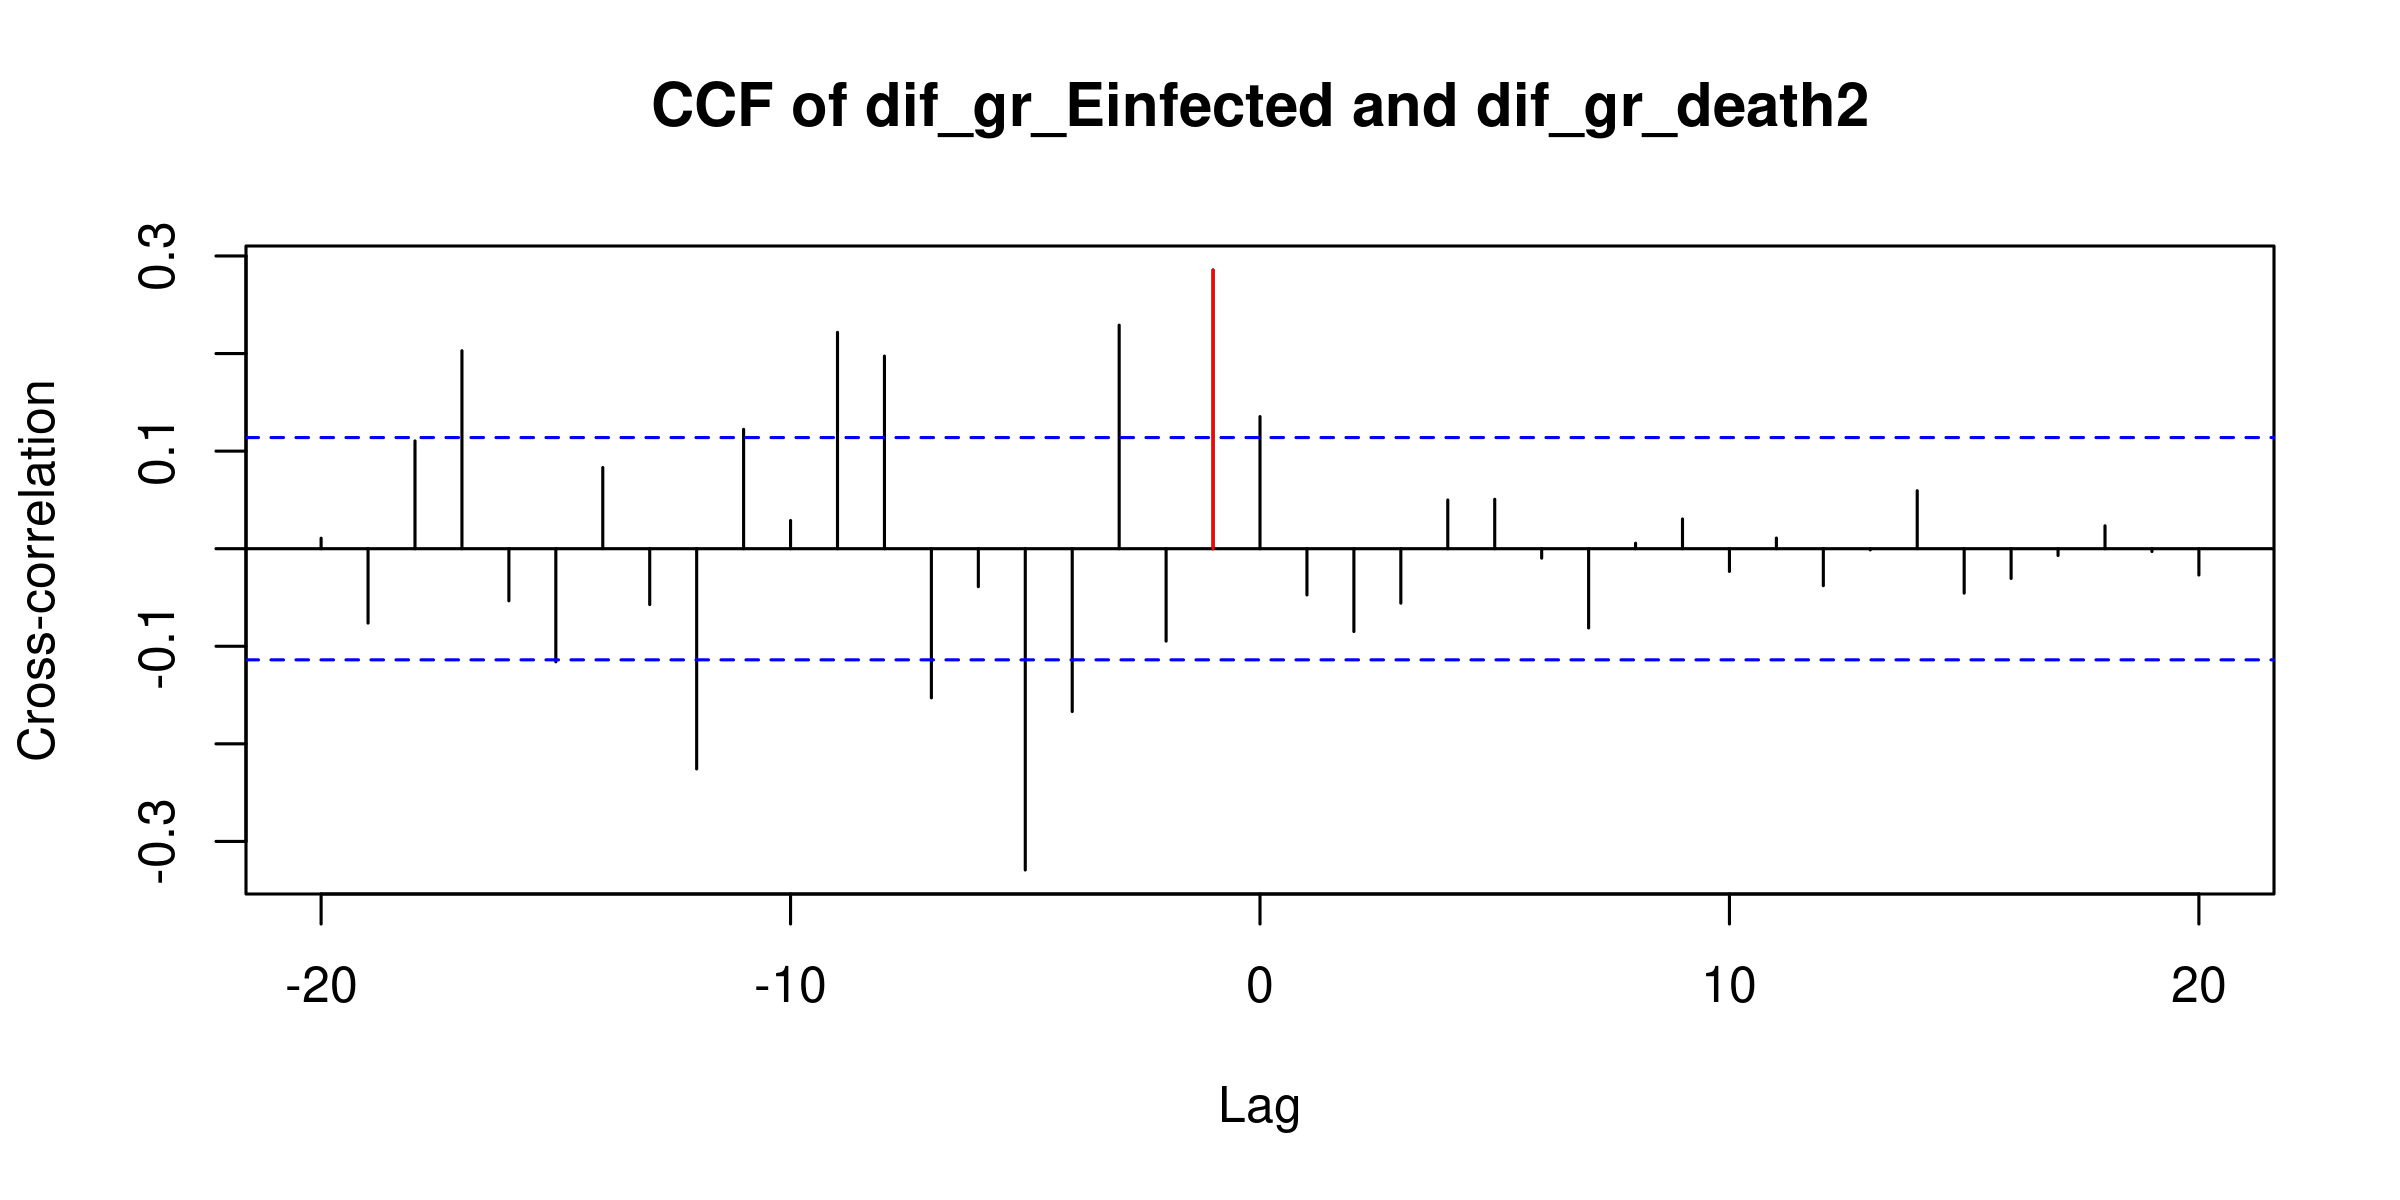 CCF of dif_gr_Einfected and dif_gr_death2
Cross-correlation
0.3
0.1
-0.1
-0.3
-20 -10 0 10 20
Lag